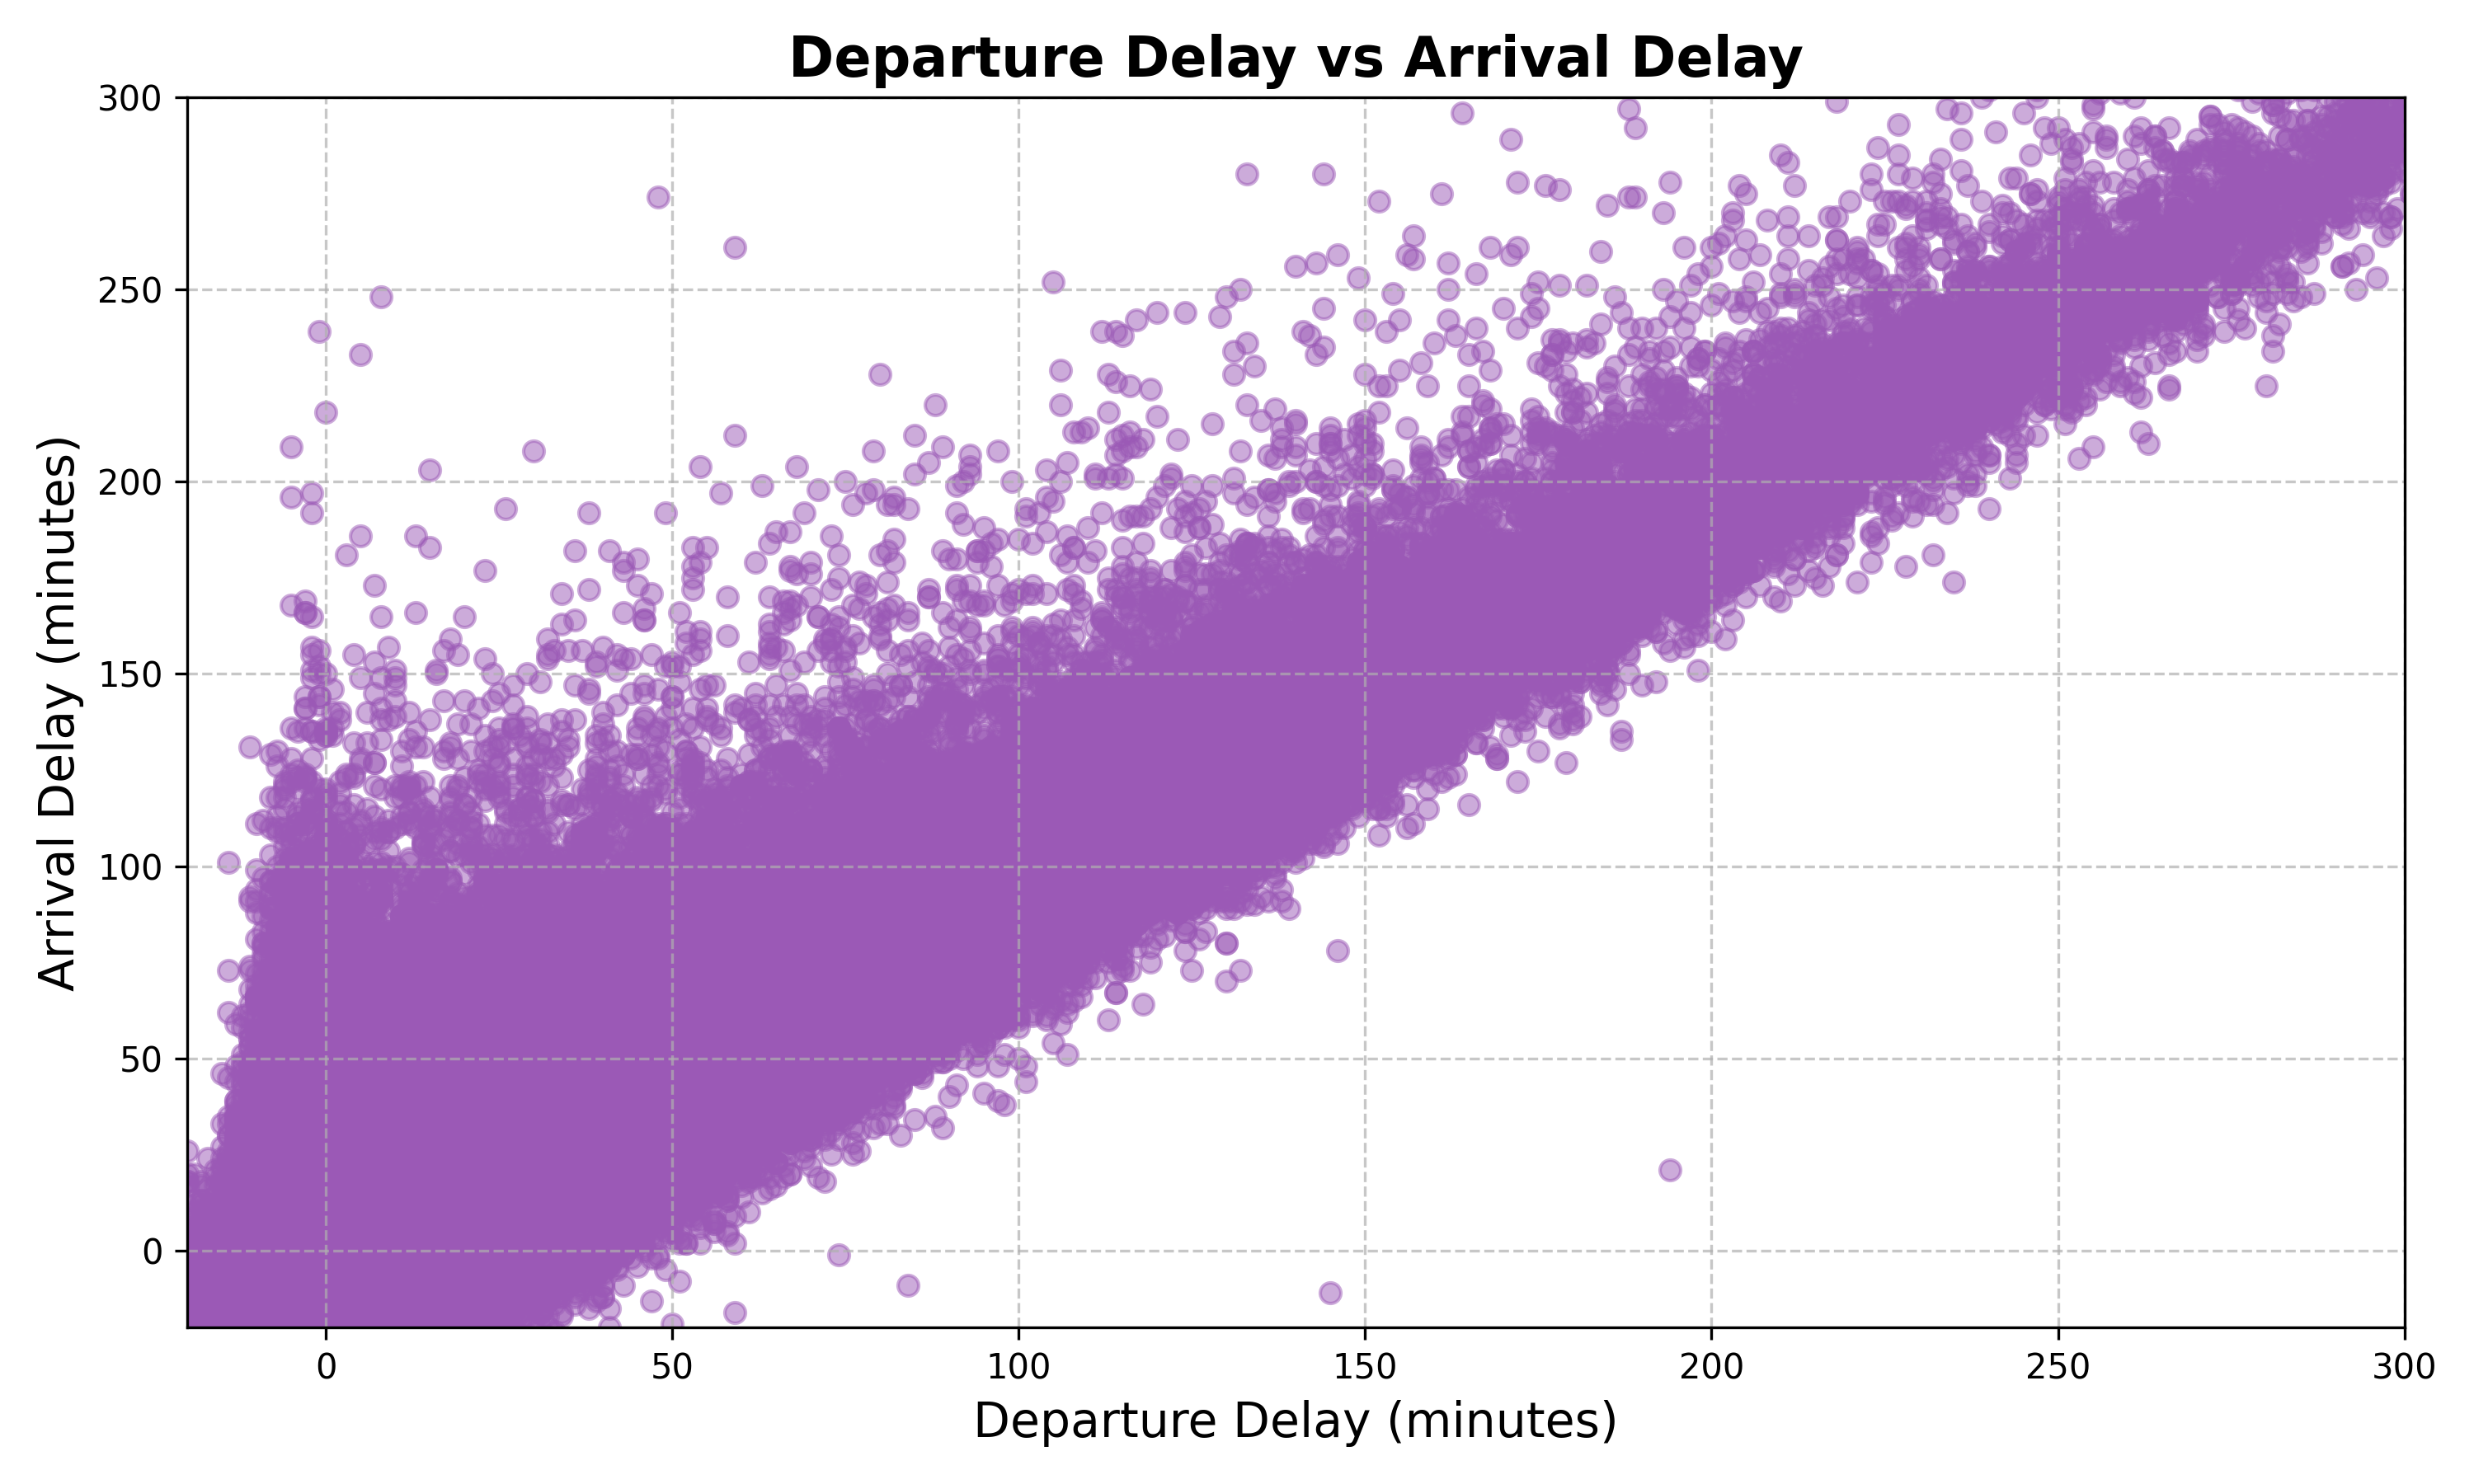 Departure Delay vs Arrival Delay
300
250
200
150
100
50
0
Arrival Delay (minutes)
0 50 100 150 200 250 300
Departure Delay (minutes)